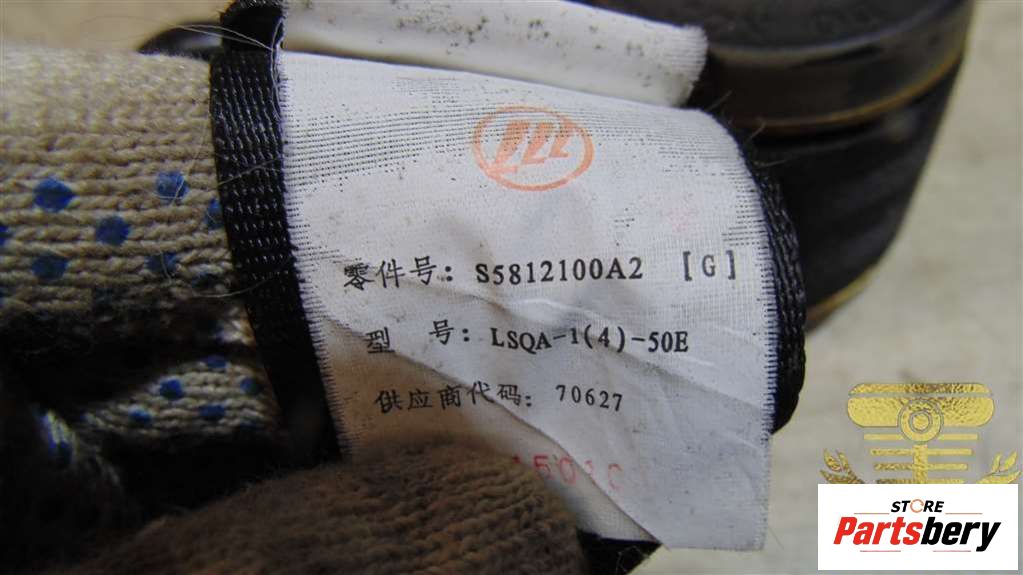 零件号: S5812100A2 [G]
型 号: LSQA-1(4)-50E
供应商代码: 70627
STORE
Partsbery